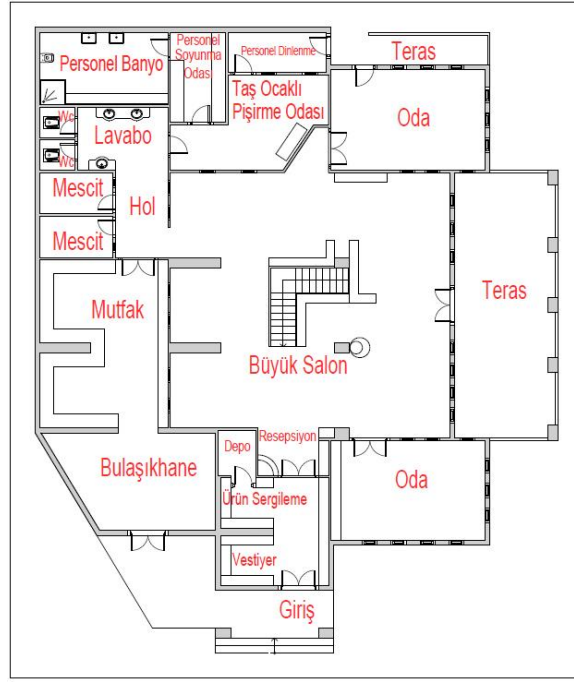 Personel Banyo
Personel
Soyunma
Odası
Personel Dinlenme
Teras
Taş Ocaklı
Pişirme Odası
Oda
Wc
Lavabo
Wc
Mescit
Hol
Mescit
Teras
Mutfak
Büyük Salon
Resepsiyon
Depo
Bulaşıkhane
Oda
Ürün Sergileme
Vestiyer
Giriş